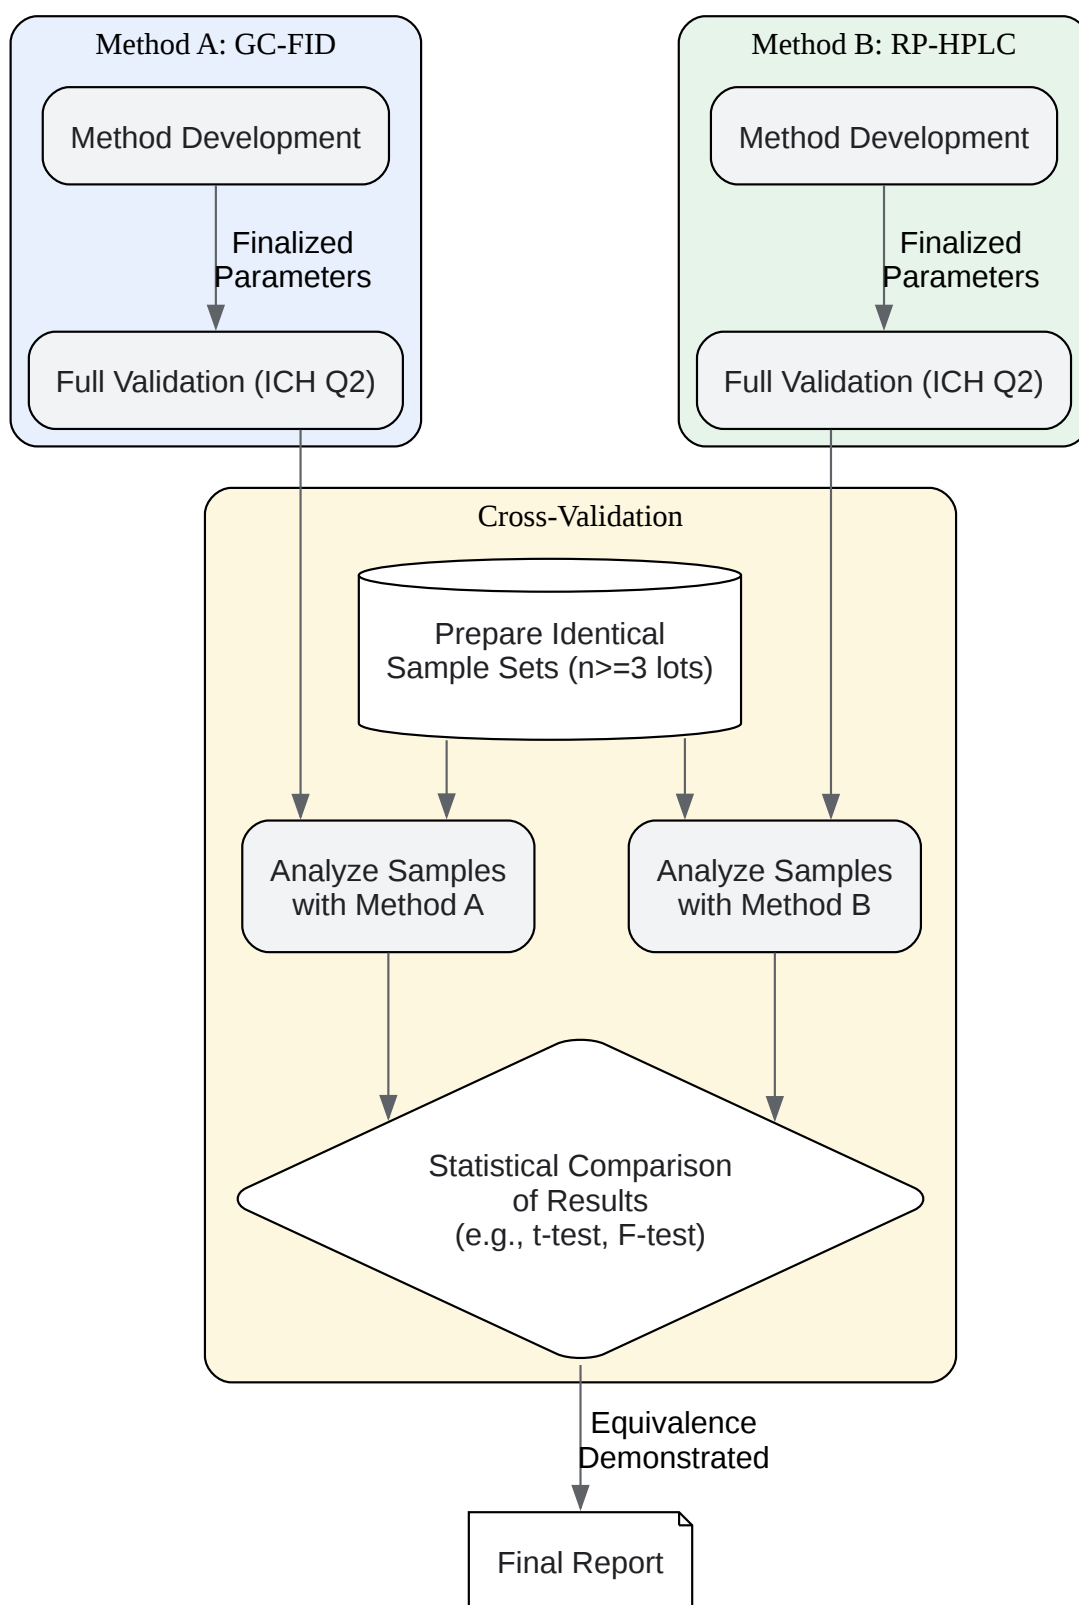 Method A: GC-FID
Method Development
Finalized
Parameters
Full Validation (ICH Q2)
Method B: RP-HPLC
Method Development
Finalized
Parameters
Full Validation (ICH Q2)
Cross-Validation
Prepare Identical
Sample Sets (n>=3 lots)
Analyze Samples
with Method A
Analyze Samples
with Method B
Statistical Comparison
of Results
(e.g., t-test, F-test)
Equivalence
Demonstrated
Final Report